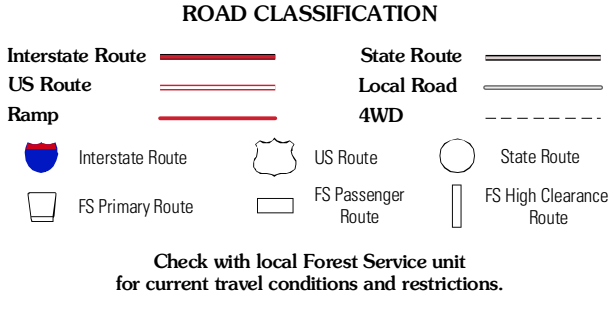 ROAD CLASSIFICATION
Interstate Route
State Route
US Route
Local Road
Ramp
4WD
Interstate Route
US Route
State Route
FS Primary Route
FS Passenger
Route
FS High Clearance
Route
Check with local Forest Service unit
for current travel conditions and restrictions.